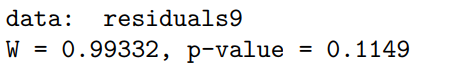 data:  residuals9
W = 0.99332, p-value = 0.1149